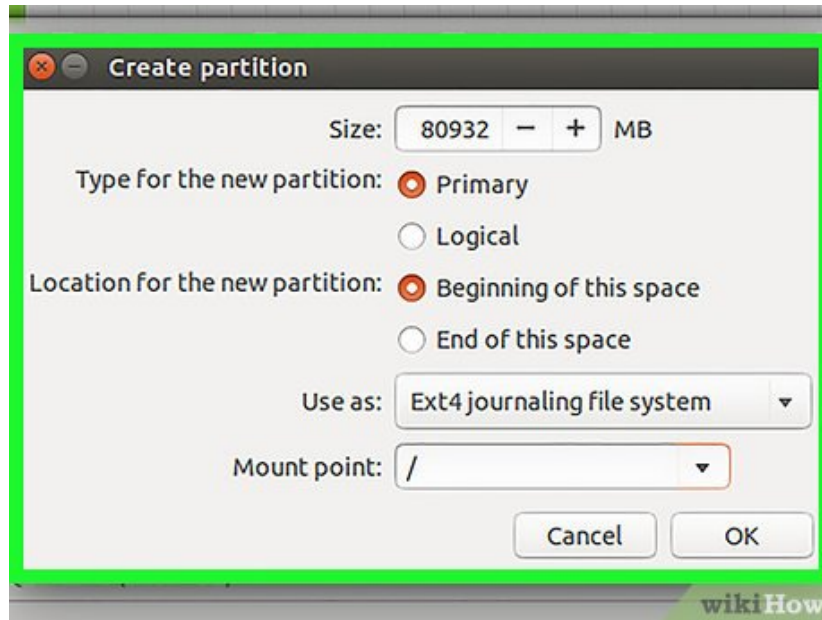 Create partition
Size: 80932 − + MB
Type for the new partition: Primary
Logical
Location for the new partition: Beginning of this space
End of this space
Use as: Ext4 journaling file system
Mount point: /
Cancel OK
wikiHow